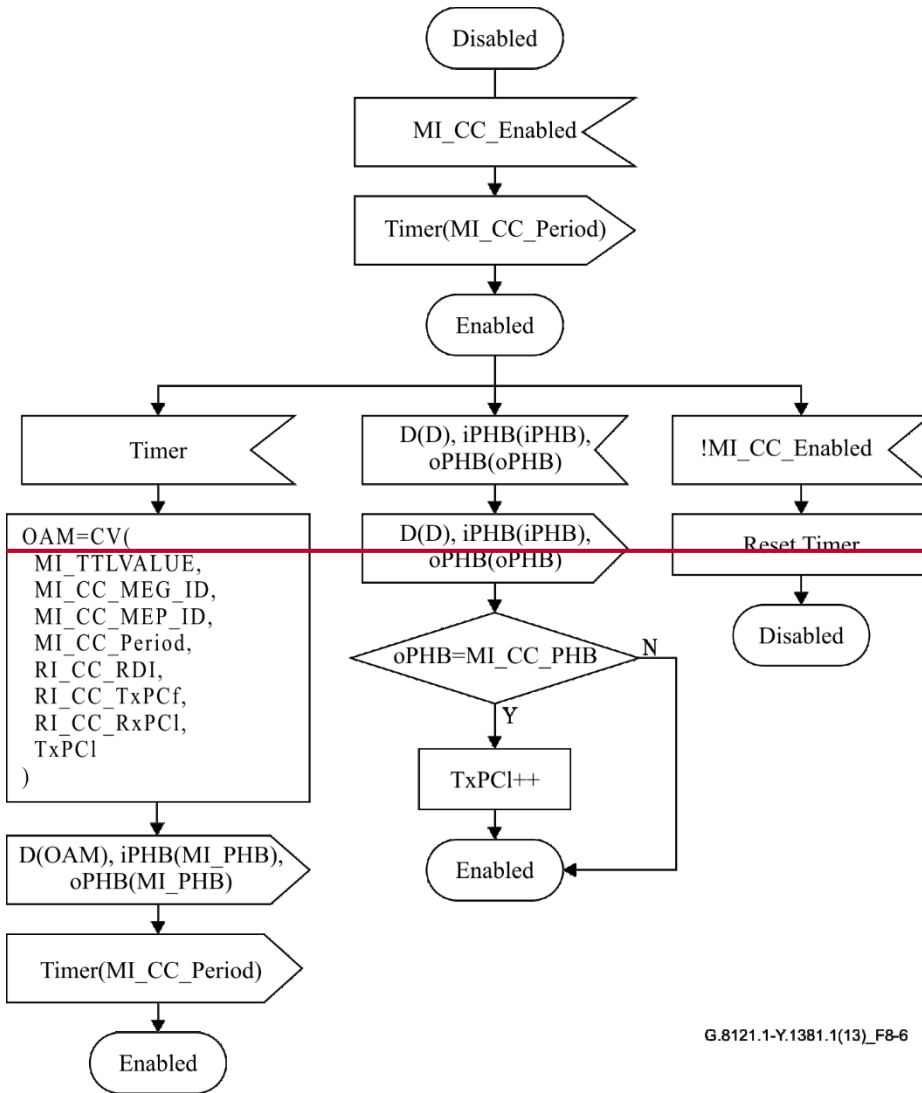 Disabled
MI_CC_Enabled
Timer(MI_CC_Period)
Enabled
Timer
OAM=CV(
MI_TTLVALUE,
MI_CC_MEG_ID,
MI_CC_MEP_ID,
MI_CC_Period,
RI_CC_RDI,
RI_CC_TxPCf,
RI_CC_RxPCl,
TxPCl
)
D(OAM), iPHB(MI_PHB),
oPHB(MI_PHB)
Timer(MI_CC_Period)
Enabled
D(D), iPHB(iPHB),
oPHB(oPHB)
D(D), iPHB(iPHB),
oPHB(oPHB)
oPHB=MI_CC_PHB
N
Y
TxPCl++
Enabled
!MI_CC_Enabled
Reset Timer
Disabled
G.8121.1-Y.1381.1(13)_F8-6